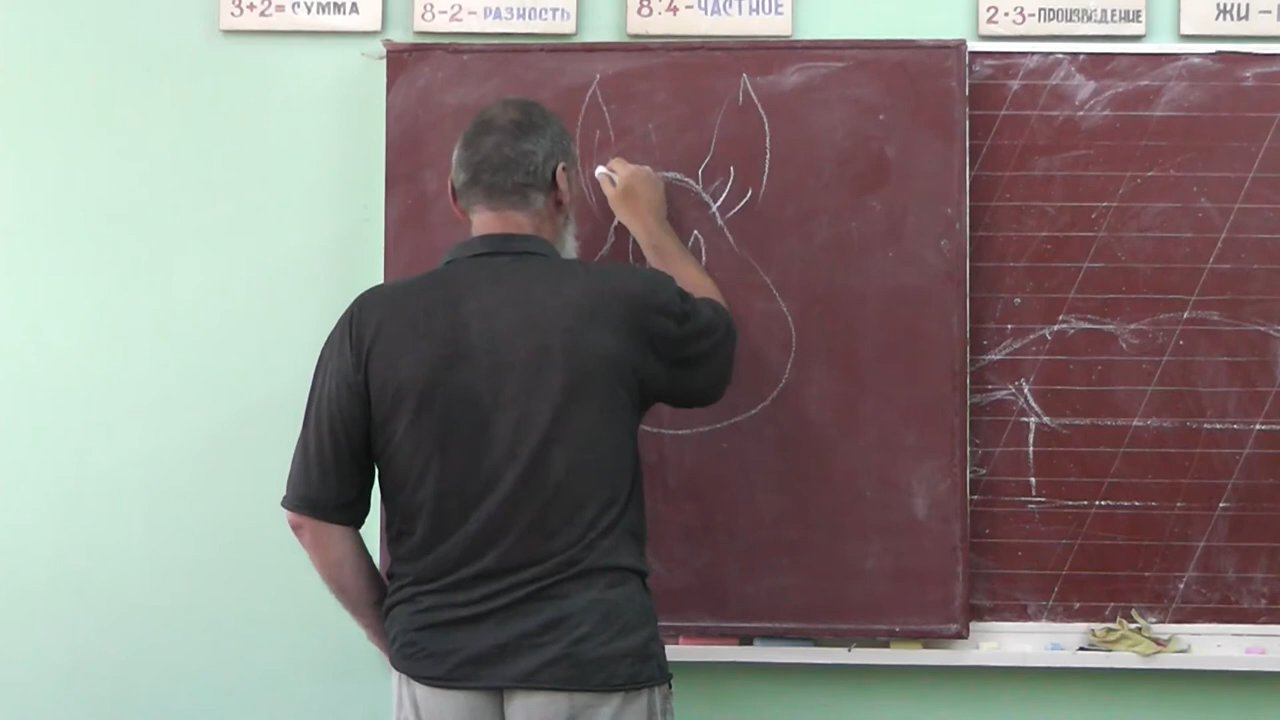 3+2= СУММА
8-2- РАЗНОСТЬ
8:4-ЧАСТНОЕ
2·3-ПРОИЗВЕДЕНИЕ
ЖИ -